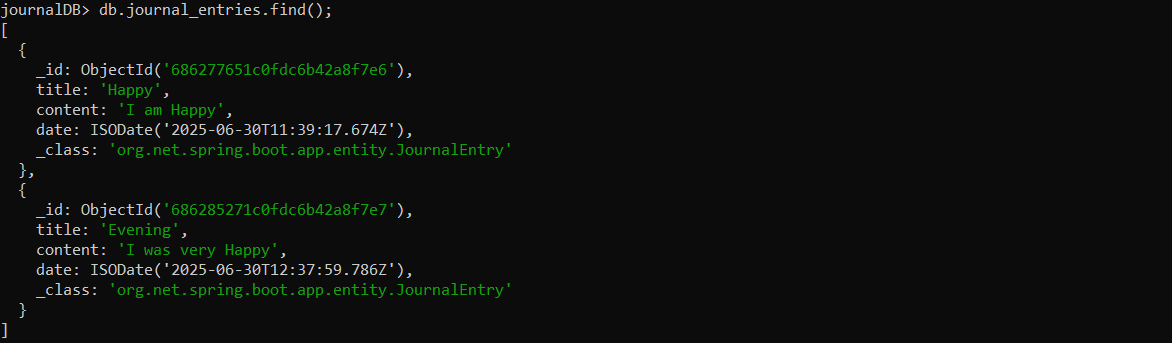 journalDB> db.journal_entries.find();
[
  {
    _id: ObjectId('686277651c0fdc6b42a8f7e6'),
    title: 'Happy',
    content: 'I am Happy',
    date: ISODate('2025-06-30T11:39:17.674Z'),
    _class: 'org.net.spring.boot.app.entity.JournalEntry'
  },
  {
    _id: ObjectId('686285271c0fdc6b42a8f7e7'),
    title: 'Evening',
    content: 'I was very Happy',
    date: ISODate('2025-06-30T12:37:59.786Z'),
    _class: 'org.net.spring.boot.app.entity.JournalEntry'
  }
]